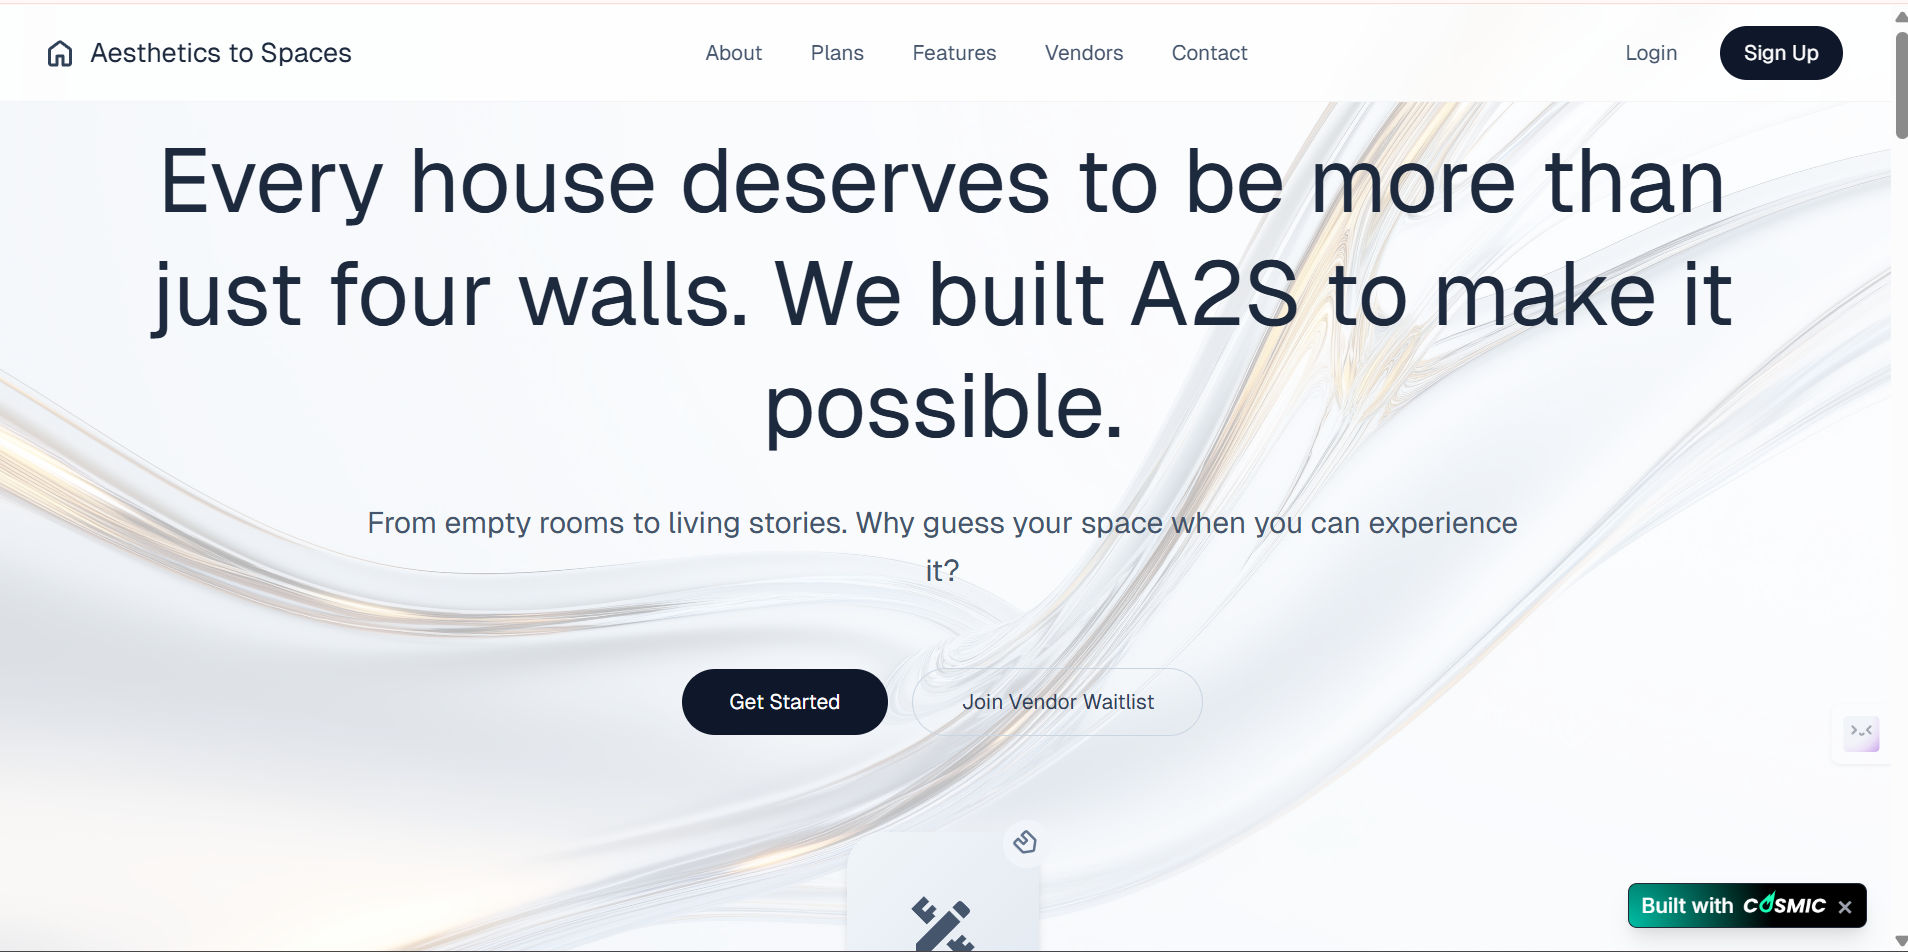 Aesthetics to Spaces
About
Plans
Features
Vendors
Contact
Login
Sign Up
Every house deserves to be more than
just four walls. We built A2S to make it
possible.
From empty rooms to living stories. Why guess your space when you can experience
it?
Get Started
Join Vendor Waitlist
Built with COSMIC